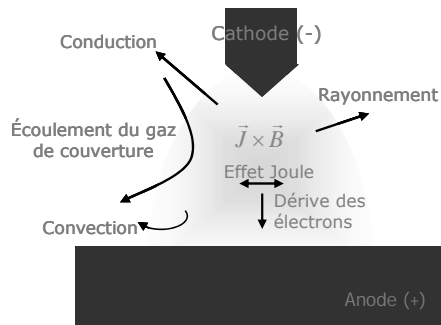 Cathode (-)
Conduction
Rayonnement
Écoulement du gaz
de couverture
J × B
Effet Joule
Dérive des
électrons
Convection
Anode (+)